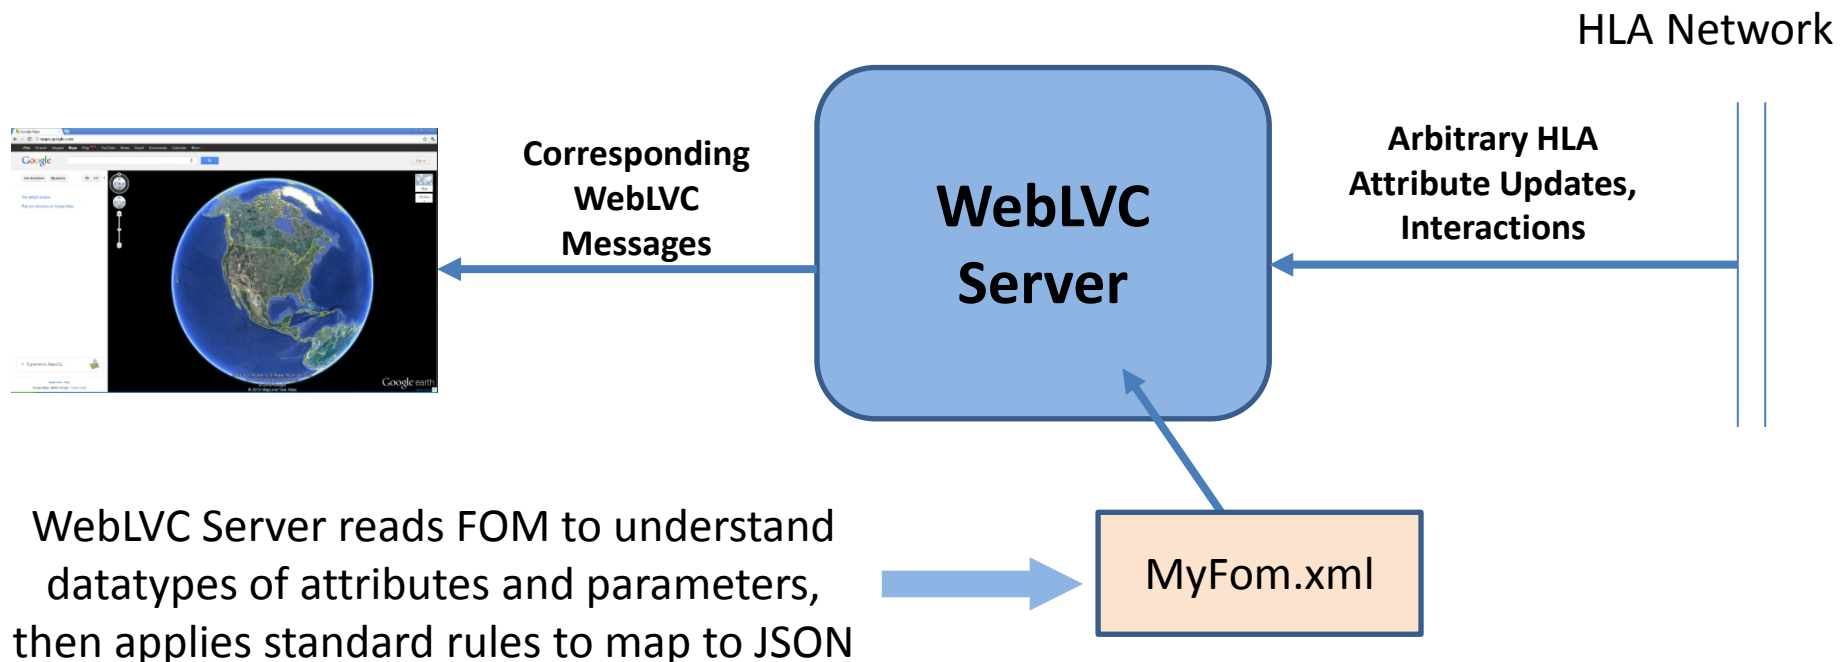 HLA Network
Google
Google earth
Corresponding
WebLVC
Messages
WebLVC
Server
Arbitrary HLA
Attribute Updates,
Interactions
WebLVC Server reads FOM to understand
datatypes of attributes and parameters,
then applies standard rules to map to JSON
MyFom.xml